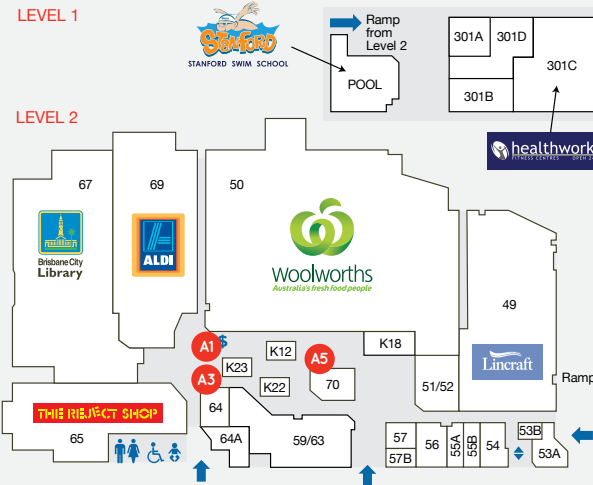 LEVEL 1
STANFORD
STANFORD SWIM SCHOOL
Ramp
from
Level 2
POOL
301A
301D
301C
301B
healthwork
FITNESS CENTRES OPEN 2
LEVEL 2
67
69
50
Brisbane City
Library
ALDI
Woolworths
Australia's fresh food people
49
Lincraft
A1
$
K12
A5
K18
K23
A3
K22
70
51/52
Ramp
THE REJECT SHOP
65
64
64A
59/63
57
57B
56
55A
55B
54
53B
53A